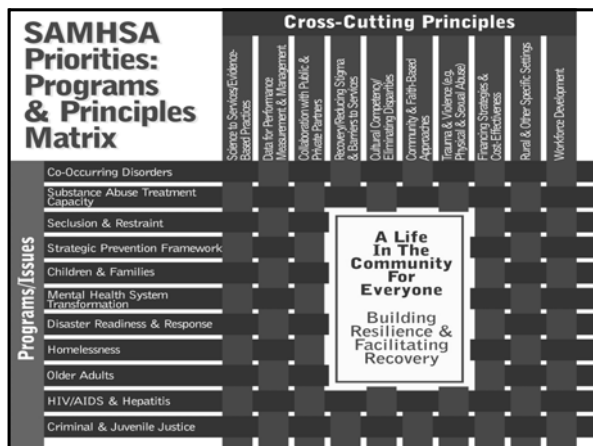 SAMHSA
Priorities:
Programs
& Principles
Matrix
Cross-Cutting Principles
Science to Services/Evidence-
Based Practices
Data for Performance
Measurement & Management
Collaboration with Public &
Private Partners
Recovery/Reducing Stigma
& Barriers to Services
Cultural Competency/
Eliminating Disparities
Community & Faith-Based
Approaches
Trauma & Violence (e.g.
Physical & Sexual Abuse)
Financing Strategies &
Cost-Effectiveness
Rural & Other Specific Settings
Workforce Development
Programs/Issues
Co-Occurring Disorders
Substance Abuse Treatment
Capacity
Seclusion & Restraint
Strategic Prevention Framework
Children & Families
Mental Health System
Transformation
Disaster Readiness & Response
Homelessness
Older Adults
HIV/AIDS & Hepatitis
Criminal & Juvenile Justice
A Life
In The
Community
For
Everyone
Building
Resilience &
Facilitating
Recovery